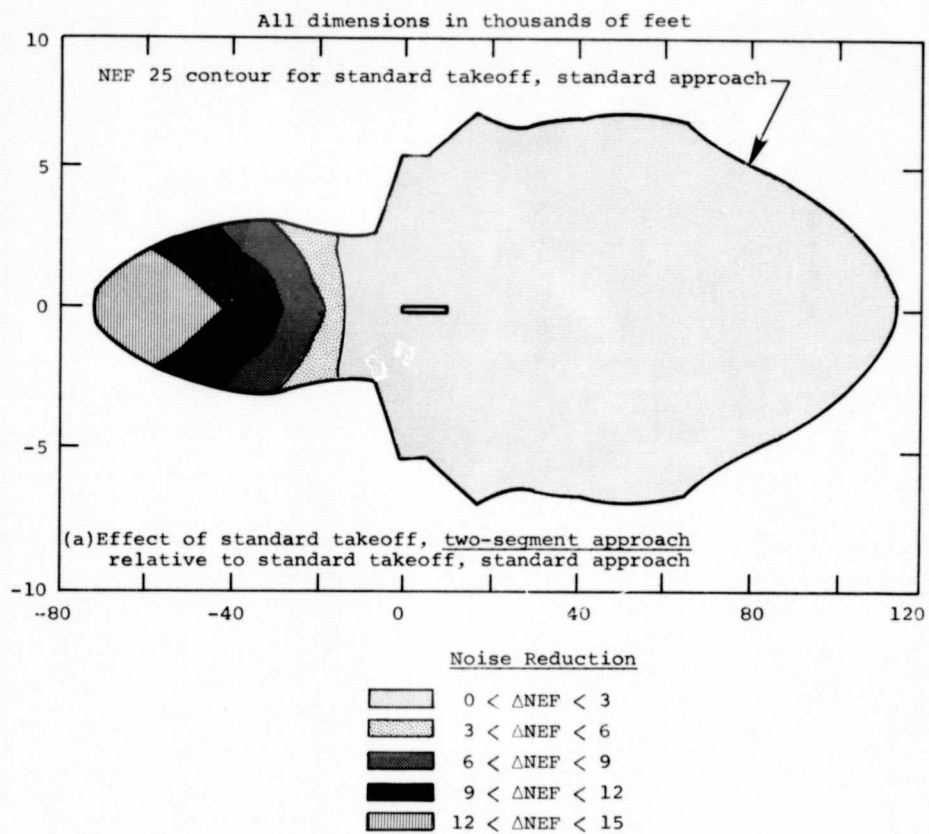 All dimensions in thousands of feet
10
NEF 25 contour for standard takeoff, standard approach
5
0
-5
(a)Effect of standard takeoff, two-segment approach
relative to standard takeoff, standard approach
-10
-80 -40 0 40 80 120
Noise Reduction
0 < ΔNEF < 3
3 < ΔNEF < 6
6 < ΔNEF < 9
9 < ΔNEF < 12
12 < ΔNEF < 15